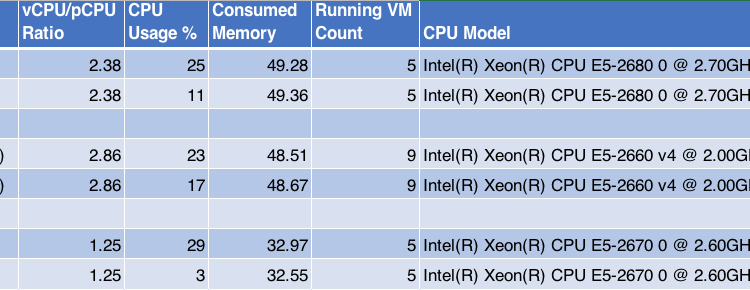 vCPU/pCPU Ratio CPU Usage % Consumed Memory Running VM Count CPU Model
2.38 25 49.28 5 Intel(R) Xeon(R) CPU E5-2680 0 @ 2.70GH
2.38 11 49.36 5 Intel(R) Xeon(R) CPU E5-2680 0 @ 2.70GH
) 2.86 23 48.51 9 Intel(R) Xeon(R) CPU E5-2660 v4 @ 2.00G
) 2.86 17 48.67 9 Intel(R) Xeon(R) CPU E5-2660 v4 @ 2.00G
1.25 29 32.97 5 Intel(R) Xeon(R) CPU E5-2670 0 @ 2.60GH
1.25 3 32.55 5 Intel(R) Xeon(R) CPU E5-2670 0 @ 2.60GH